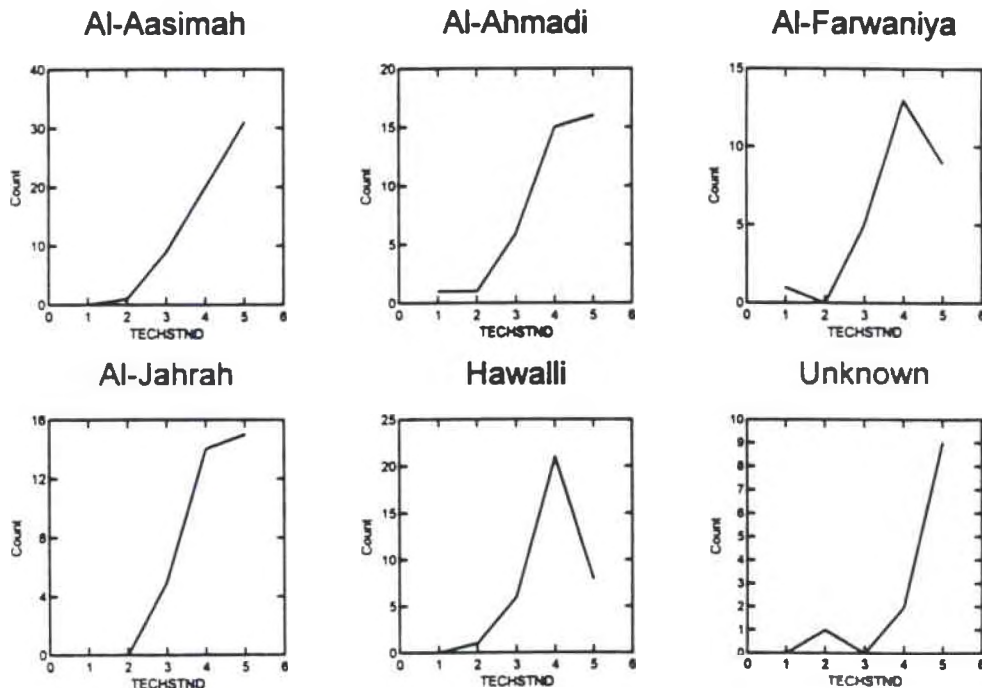 Al-Aasimah
40
30
20
10
0
Count
0 1 2 3 4 5 6
TECHSTND
Al-Ahmadi
20
15
10
5
0
Count
0 1 2 3 4 5 6
TECHSTND
Al-Farwaniya
15
10
5
0
Count
0 1 2 3 4 5 6
TECHSTND
Al-Jahrah
16
12
8
4
0
Count
0 1 2 3 4 5 6
TECHSTND
Hawalli
25
20
15
10
5
0
Count
0 1 2 3 4 5 6
TECHSTND
Unknown
10
9
8
7
6
5
4
3
2
1
0
Count
0 1 2 3 4 5 6
TECHSTND